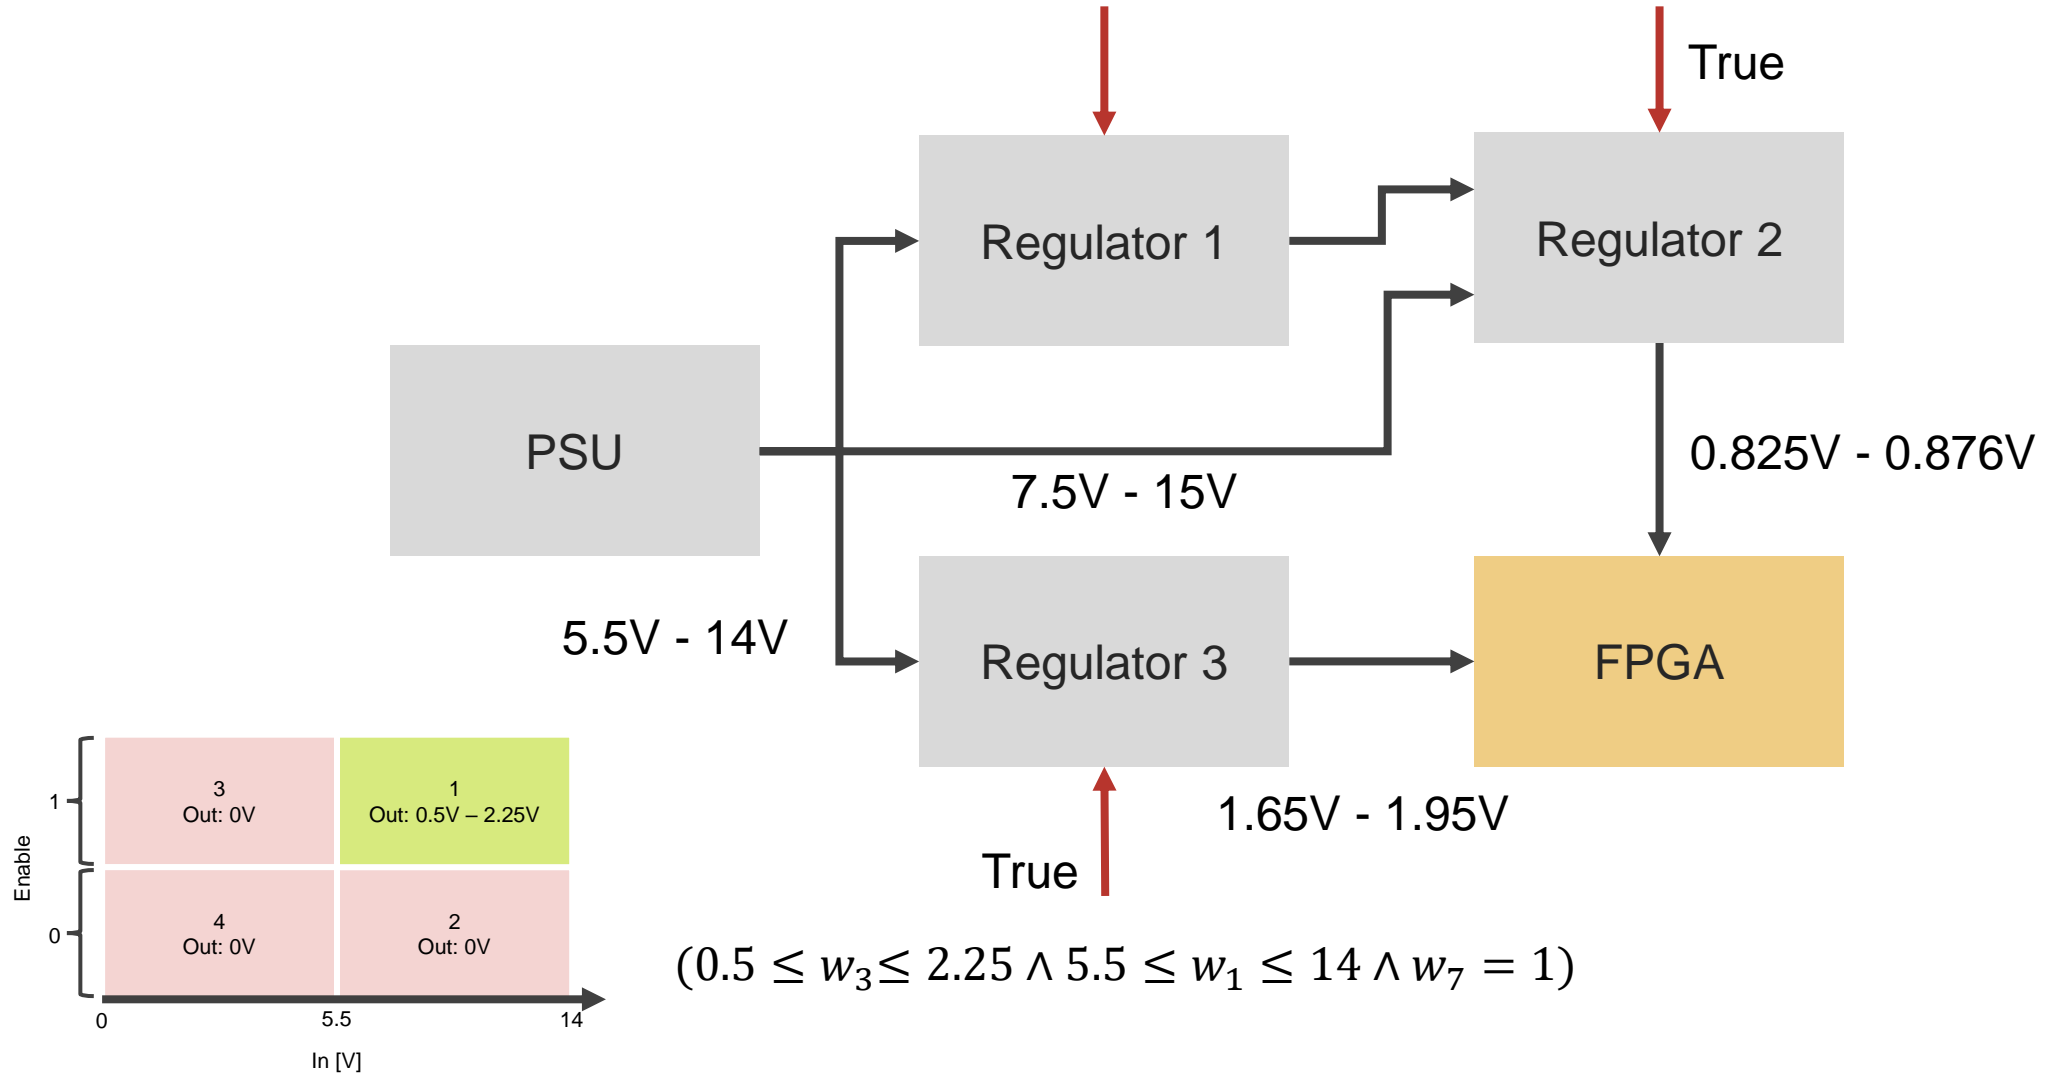 True
Regulator 1
Regulator 2
PSU
7.5V - 15V
0.825V - 0.876V
5.5V - 14V
Regulator 3
FPGA
1.65V - 1.95V
True
Enable
1
0
3
Out: 0V
1
Out: 0.5V – 2.25V
4
Out: 0V
2
Out: 0V
0
5.5
14
In [V]
(0.5 ≤ w₃≤ 2.25 ∧ 5.5 ≤ w₁ ≤ 14 ∧ w₇ = 1)